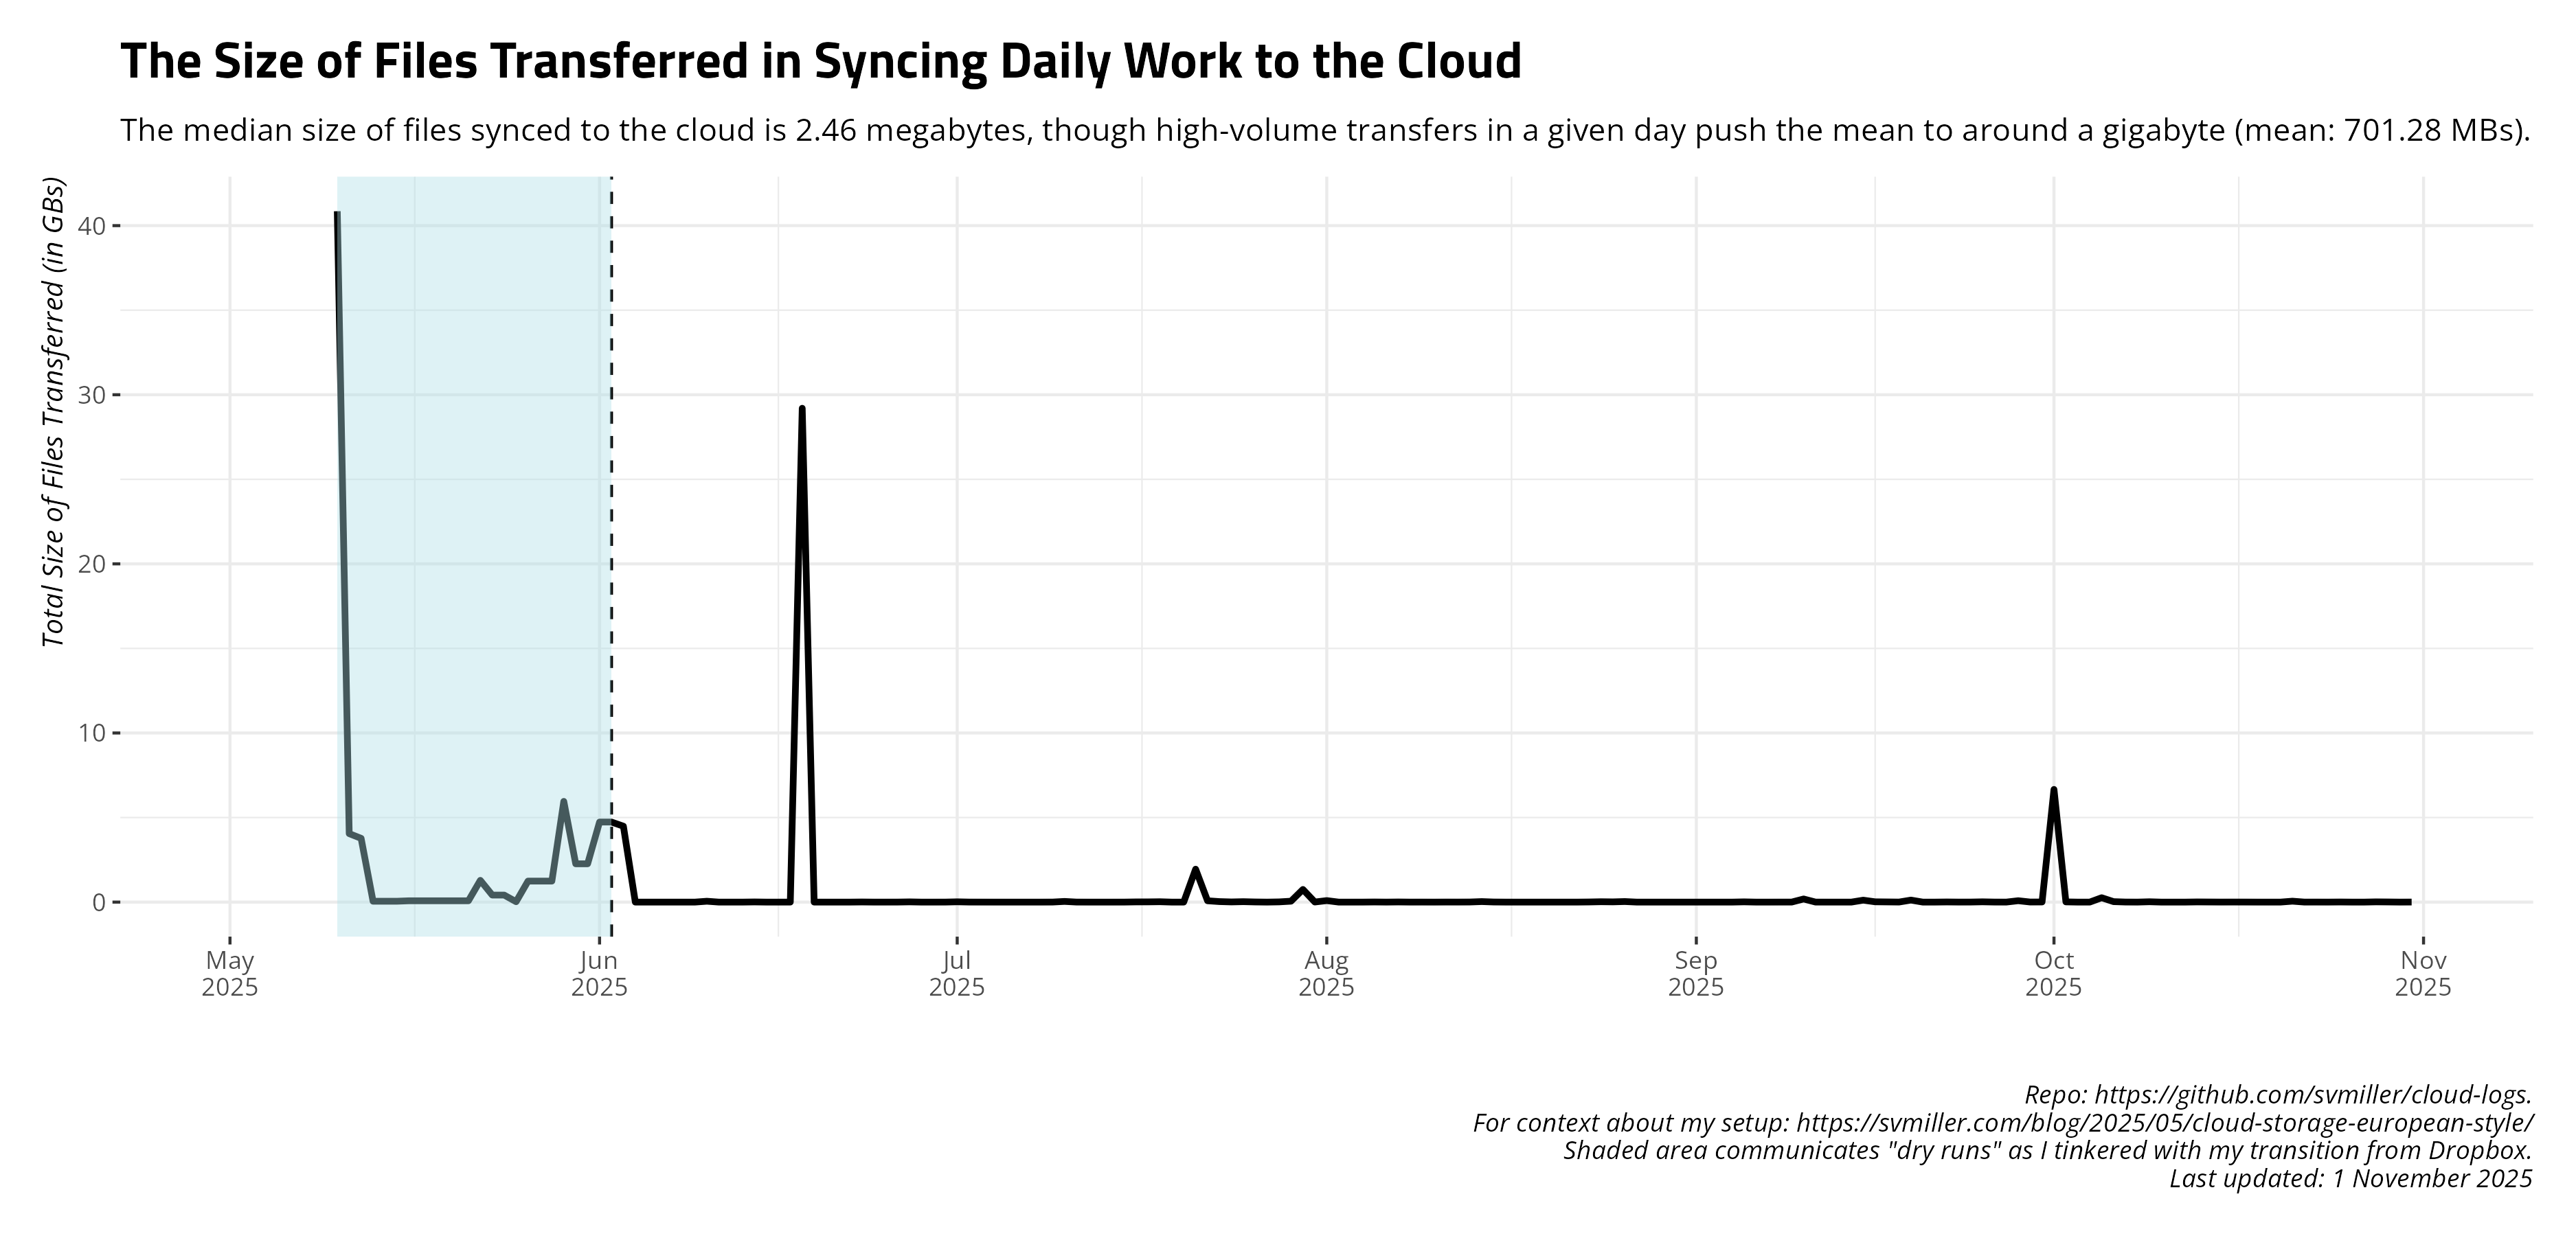 The Size of Files Transferred in Syncing Daily Work to the Cloud
The median size of files synced to the cloud is 2.46 megabytes, though high-volume transfers in a given day push the mean to around a gigabyte (mean: 701.28 MBs).
Total Size of Files Transferred (in GBs)
40
30
20
10
0
May
2025
Jun
2025
Jul
2025
Aug
2025
Sep
2025
Oct
2025
Nov
2025
Repo: https://github.com/svmiller/cloud-logs.
For context about my setup: https://svmiller.com/blog/2025/05/cloud-storage-european-style/
Shaded area communicates "dry runs" as I tinkered with my transition from Dropbox.
Last updated: 1 November 2025